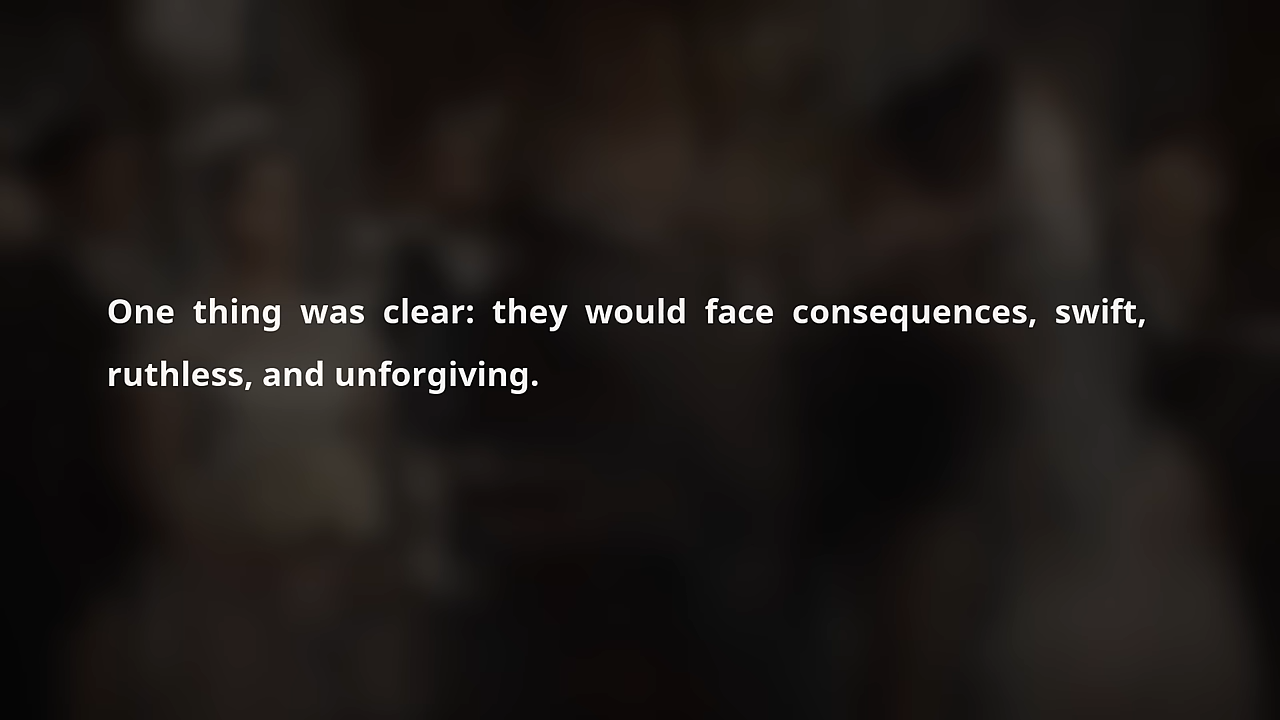 One thing was clear: they would face consequences, swift,
ruthless, and unforgiving.